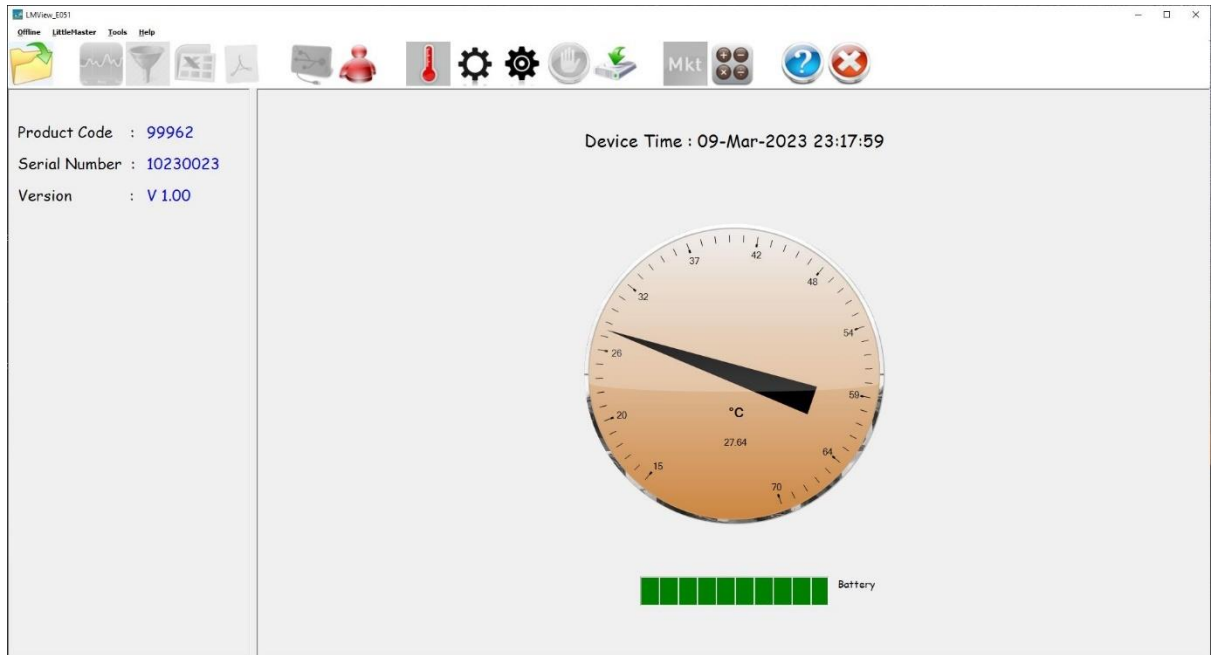 LMView_E051
Offline LittleMaster Tools Help
Mkt
Product Code : 99962
Serial Number : 10230023
Version : V 1.00
Device Time : 09-Mar-2023 23:17:59
15
20
26
32
37
42
48
54
59
64
70
°C
27.64
Battery